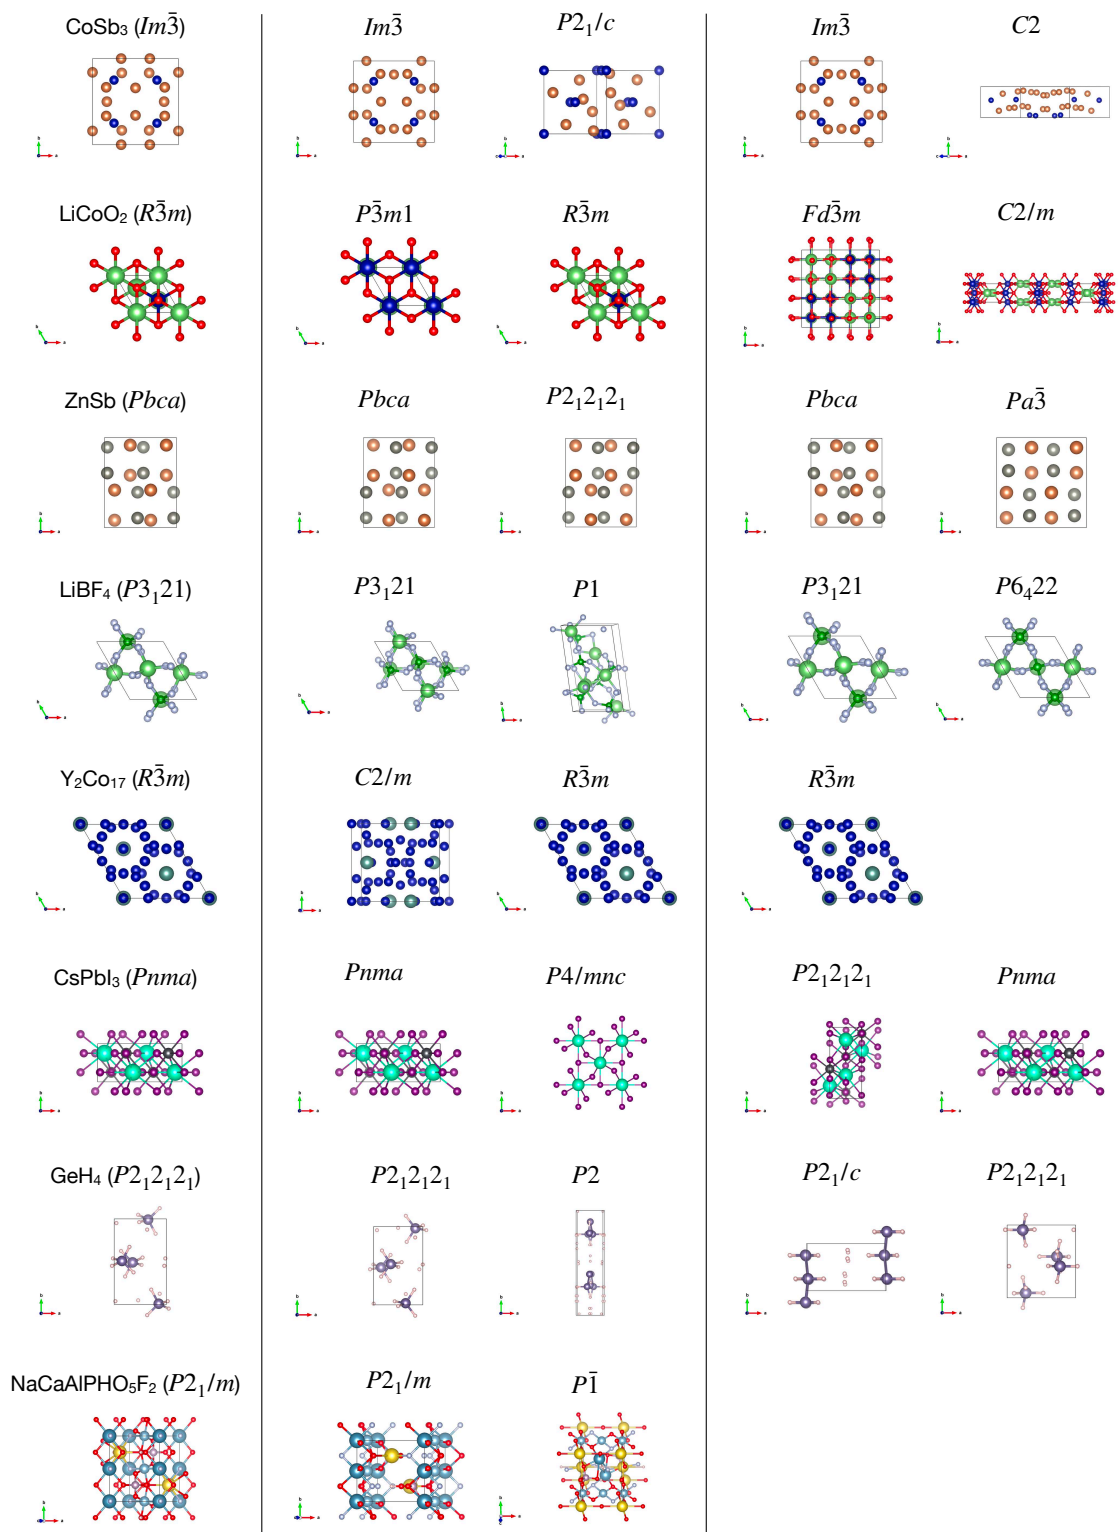 CoSb₃ (Im3̄) Im3̄ P2₁/c Im3̄ C2
LiCoO₂ (R3̄m) P3̄m1 R3̄m Fd3̄m C2/m
ZnSb (Pbca) Pbca P2₁2₁2₁ Pbca Pa3̄
LiBF₄ (P3₁21) P3₁21 P1 P3₁21 P6₄22
Y₂Co₁₇ (R3̄m) C2/m R3̄m R3̄m
CsPbI₃ (Pnma) Pnma P4/mnc P2₁2₁2₁ Pnma
GeH₄ (P2₁2₁2₁) P2₁2₁2₁ P2 P2₁/c P2₁2₁2₁
NaCaAlPHO₅F₂ (P2₁/m) P2₁/m P1̄